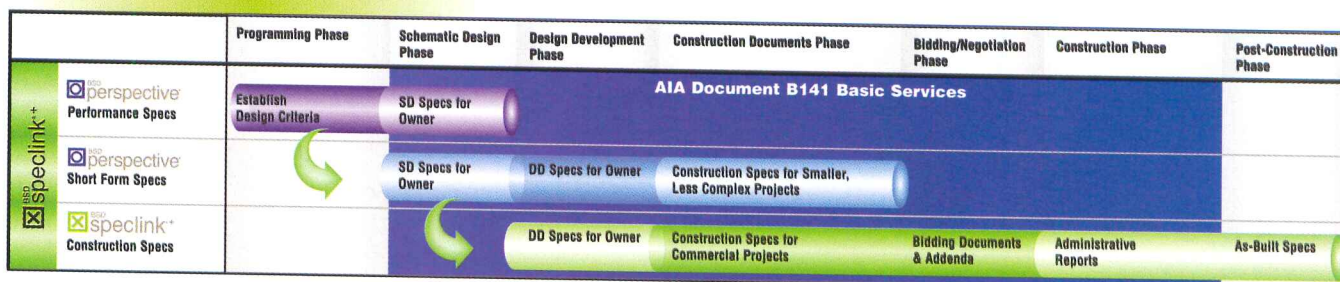 Programming Phase
Schematic Design
Phase
Design Development
Phase
Construction Documents Phase
Bidding/Negotiation
Phase
Construction Phase
Post-Construction
Phase
AIA Document B141 Basic Services
BSD
speclink++
BSD
perspective
Performance Specs
Establish
Design Criteria
SD Specs for
Owner
BSD
perspective
Short Form Specs
SD Specs for
Owner
DD Specs for Owner
Construction Specs for Smaller,
Less Complex Projects
BSD
speclink+
Construction Specs
DD Specs for Owner
Construction Specs for
Commercial Projects
Bidding Documents
& Addenda
Administrative
Reports
As-Built Specs